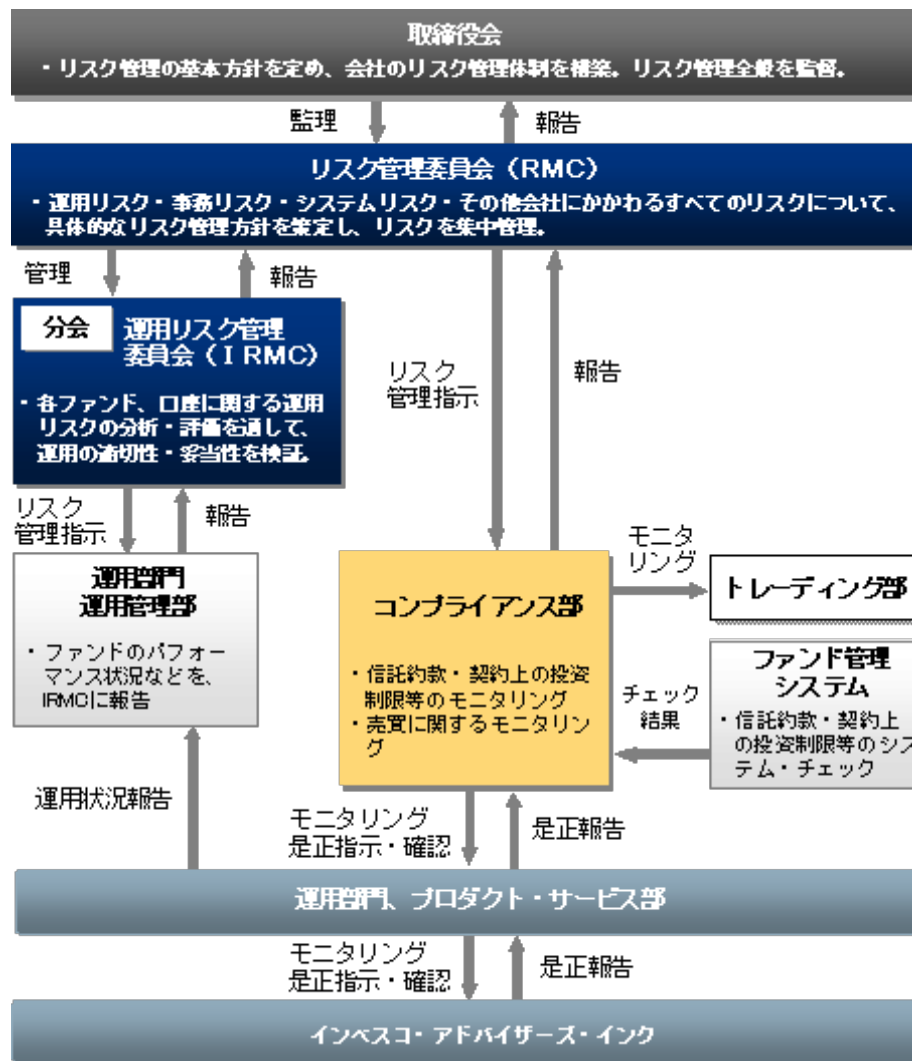 取締役会
・リスク管理の基本方針を定め、会社のリスク管理体制を構築。リスク管理全般を監督。
監理
報告
リスク管理委員会（RMC）
・運用リスク・事務リスク・システムリスク・その他会社にかかわるすべてのリスクについて、
具体的なリスク管理方針を策定し、リスクを集中管理。
管理
報告
分会
運用リスク管理
委員会（IRMC）
・各ファンド、口座に関する運用
リスクの分析・評価を通して、
運用の適切性・妥当性を検証。
リスク
管理指示
報告
リスク
管理指示
報告
運用部門
運用管理部
・ファンドのパフォー
マンス状況などを、
IRMCに報告
コンプライアンス部
・信託約款・契約上の投資
制限等のモニタリング
・売買に関するモニタリン
グ
モニタ
リング
トレーディング部
ファンド管理
システム
・信託約款・契約上
の投資制限等のシス
テム・チェック
チェック
結果
運用状況報告
モニタリング
是正指示・確認
是正報告
運用部門、プロダクト・サービス部
モニタリング
是正指示・確認
是正報告
インベスコ・アドバイザーズ・インク